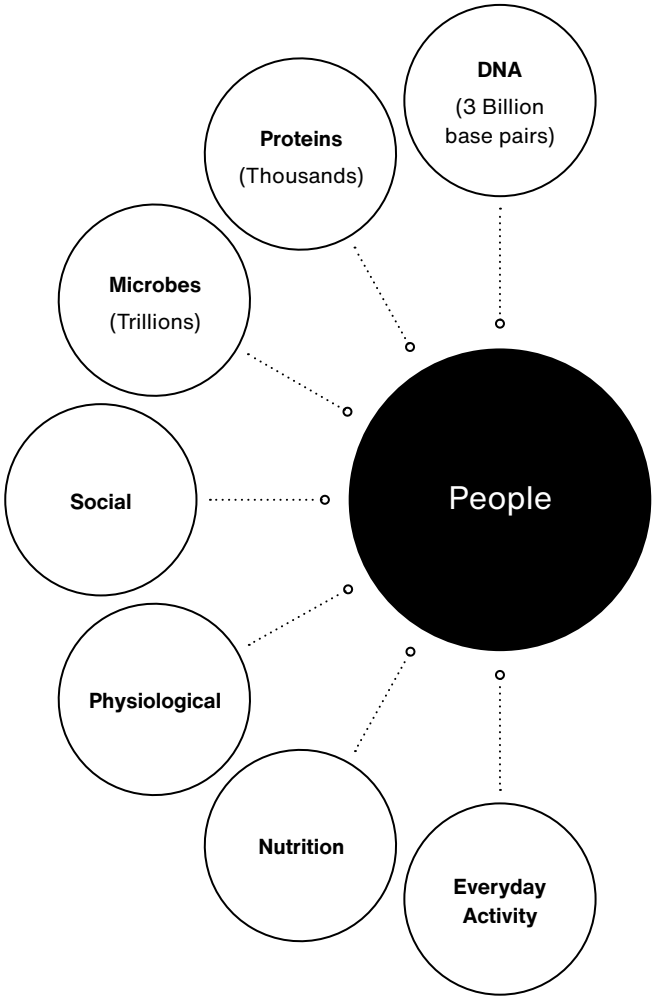 DNA
(3 Billion
base pairs)
Proteins
(Thousands)
Microbes
(Trillions)
Social
People
Physiological
Nutrition
Everyday
Activity